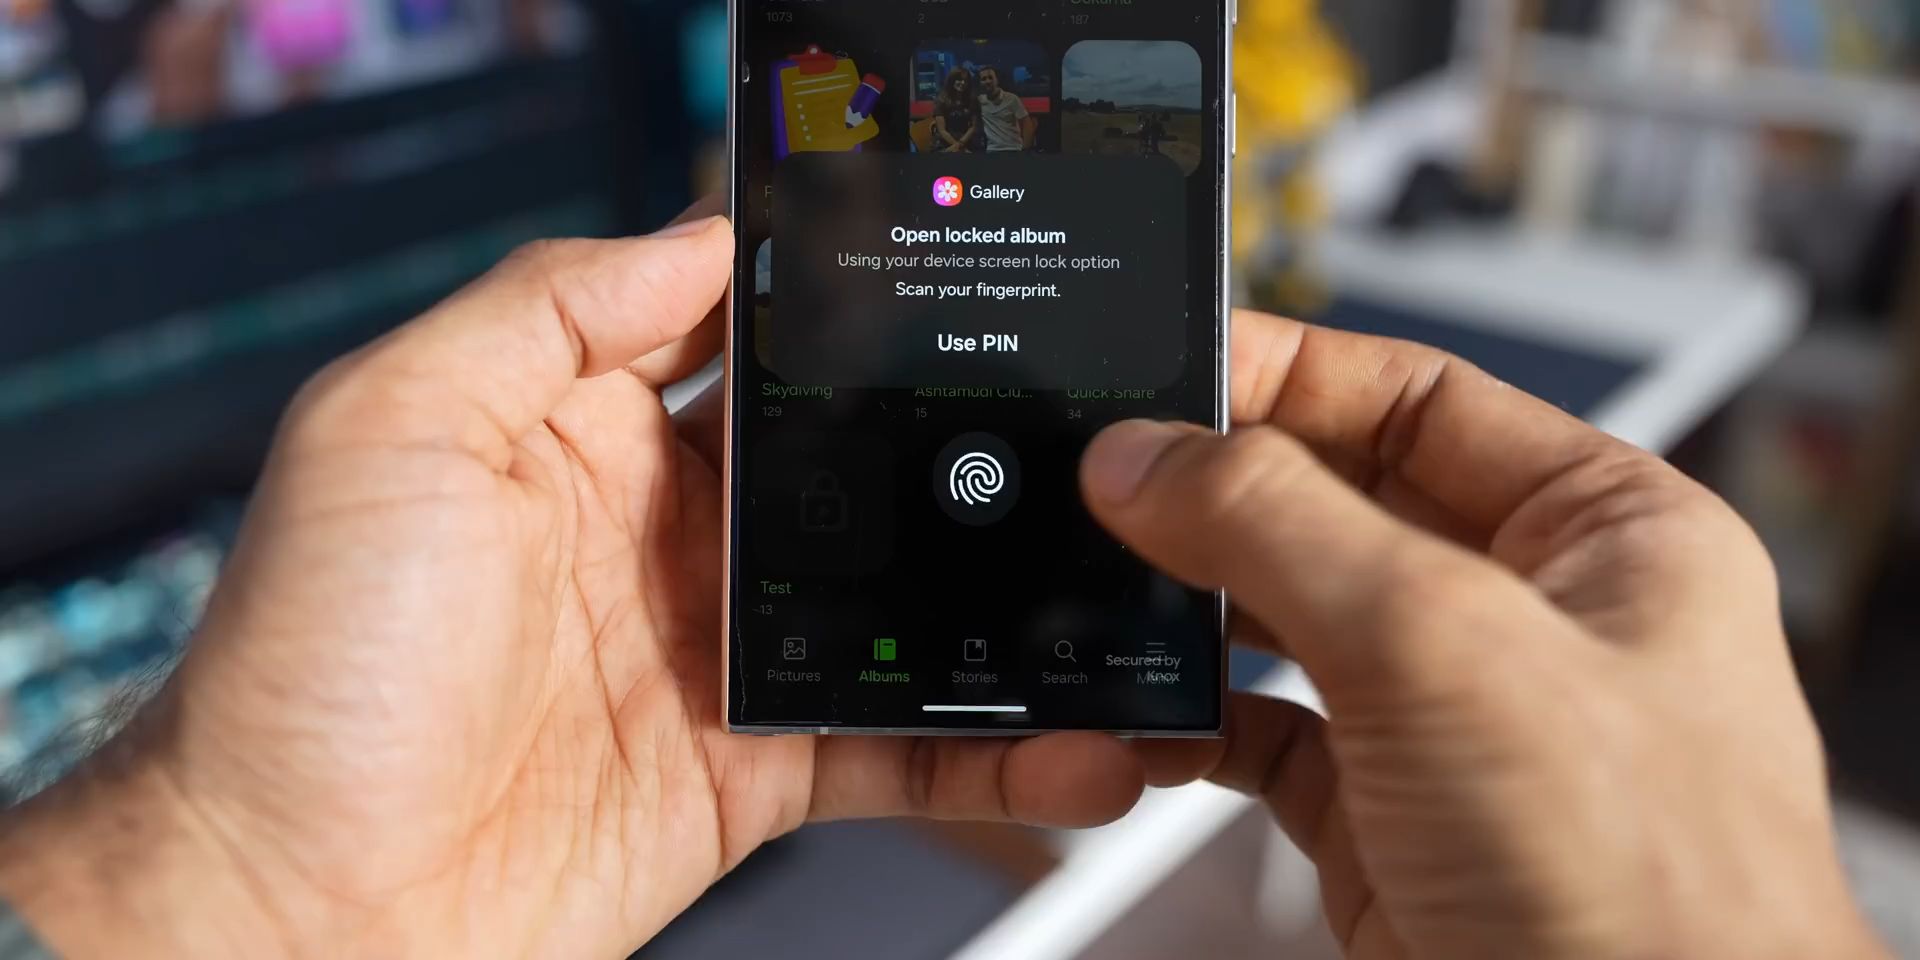 1073
2
187
Gallery
Open locked album
Using your device screen lock option
Scan your fingerprint.
Use PIN
Skydiving
Ashtamudi Clu...
Quick Share
129
15
34
Test
13
Pictures
Albums
Stories
Search
Menu
Secured by
Knox